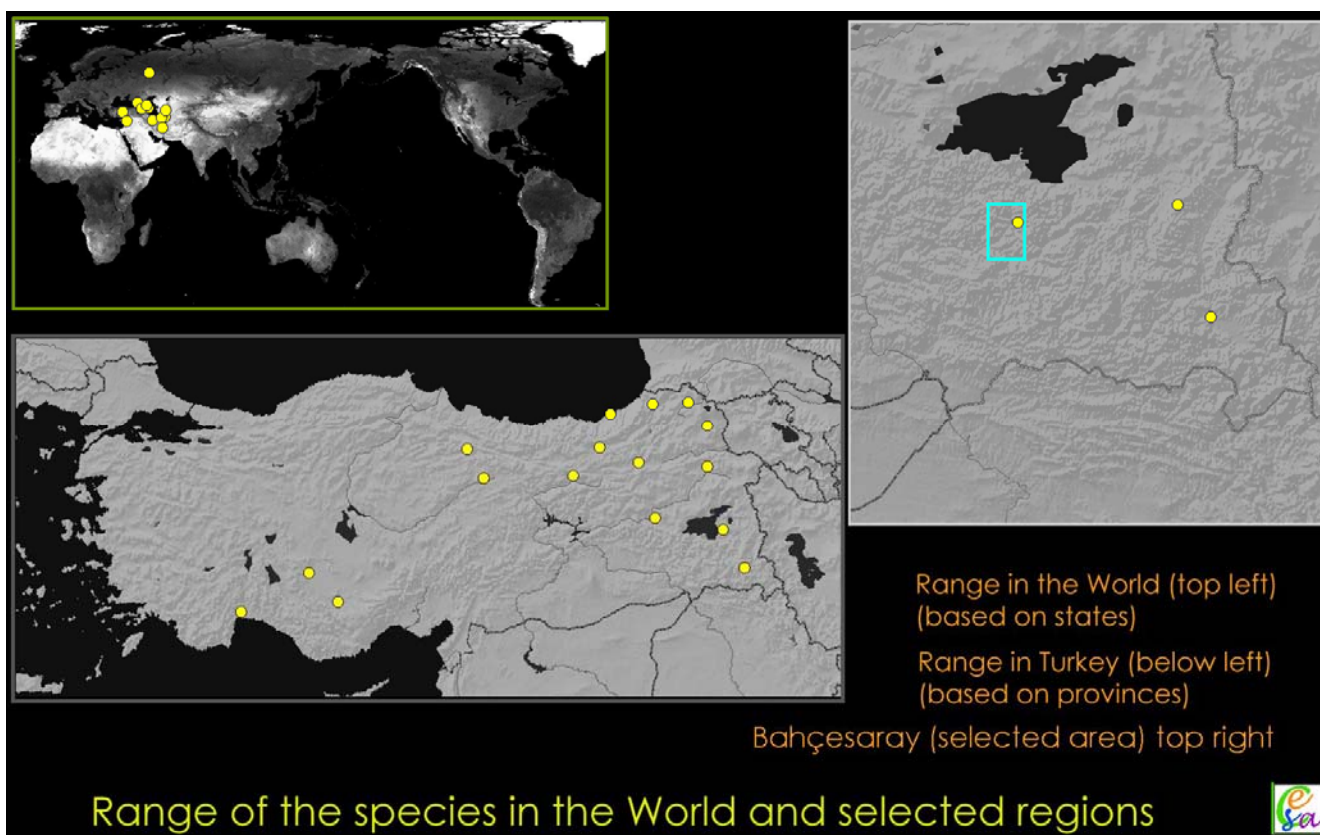 Range in the World (top left)
(based on states)
Range in Turkey (below left)
(based on provinces)
Bahçesaray (selected area) top right
Range of the species in the World and selected regions
esa